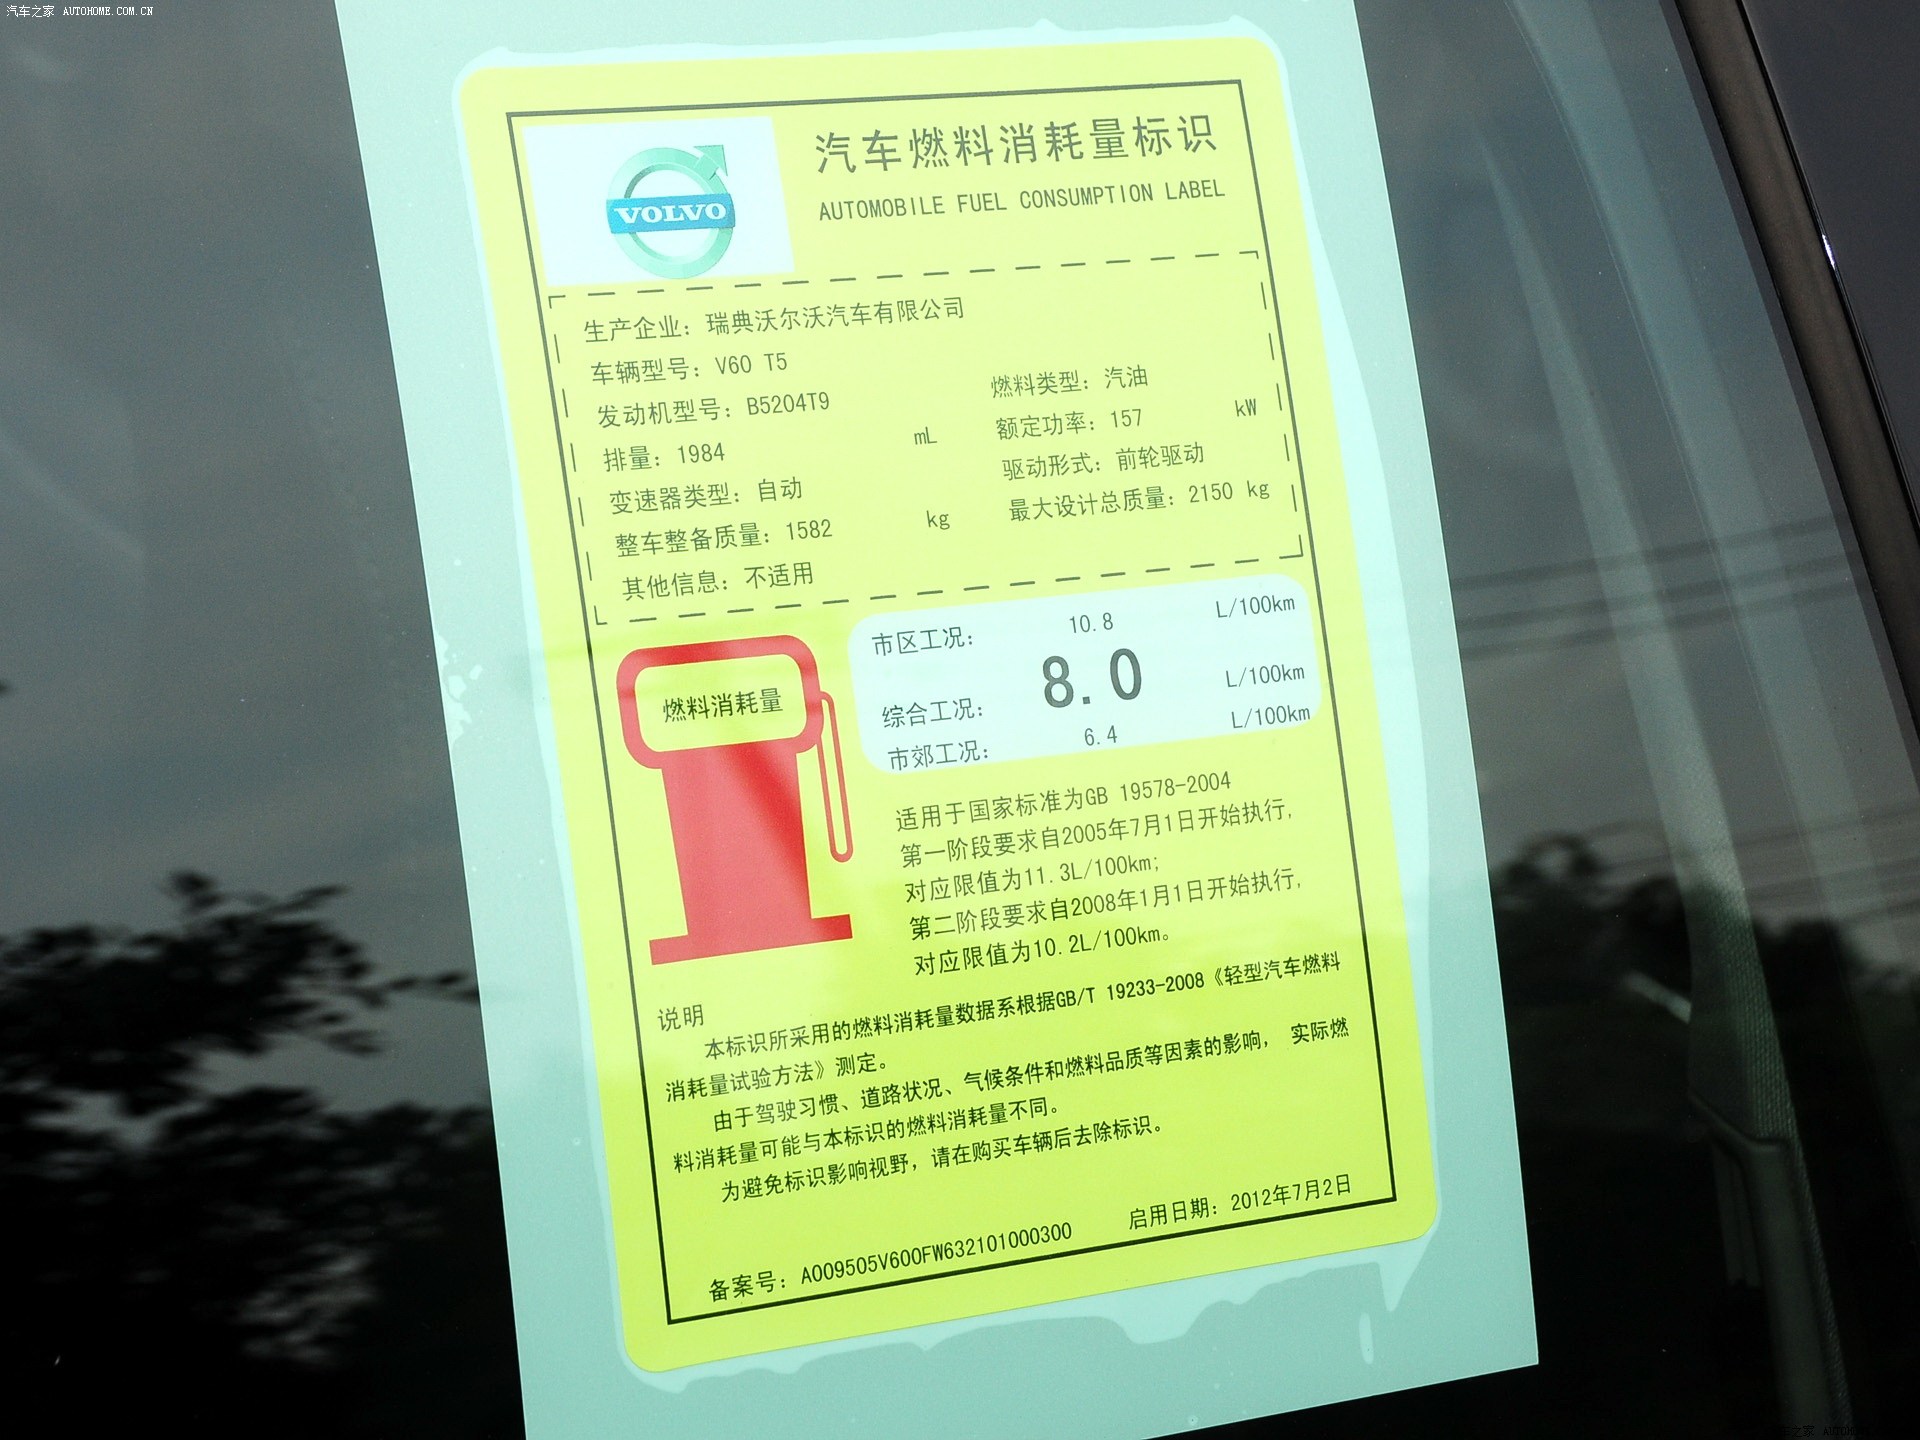 汽车之家 AUTOHOME.COM.CN
VOLVO
汽车燃料消耗量标识
AUTOMOBILE FUEL CONSUMPTION LABEL
生产企业：瑞典沃尔沃汽车有限公司
车辆型号：V60 T5
发动机型号：B5204T9 燃料类型：汽油
排量：1984 mL 额定功率：157 kW
变速器类型：自动 驱动形式：前轮驱动
整车整备质量：1582 kg 最大设计总质量：2150 kg
其他信息：不适用
燃料消耗量
市区工况： 10.8 L/100km
综合工况： 8.0 L/100km
市郊工况： 6.4 L/100km
适用于国家标准为GB 19578-2004
第一阶段要求自2005年7月1日开始执行,
对应限值为11.3L/100km;
第二阶段要求自2008年1月1日开始执行,
对应限值为10.2L/100km。
说明
本标识所采用的燃料消耗量数据系根据GB/T 19233-2008《轻型汽车燃料
消耗量试验方法》测定。
由于驾驶习惯、道路状况、气候条件和燃料品质等因素的影响， 实际燃
料消耗量可能与本标识的燃料消耗量不同。
为避免标识影响视野，请在购买车辆后去除标识。
备案号：A009505V600FW632101000300 启用日期：2012年7月2日